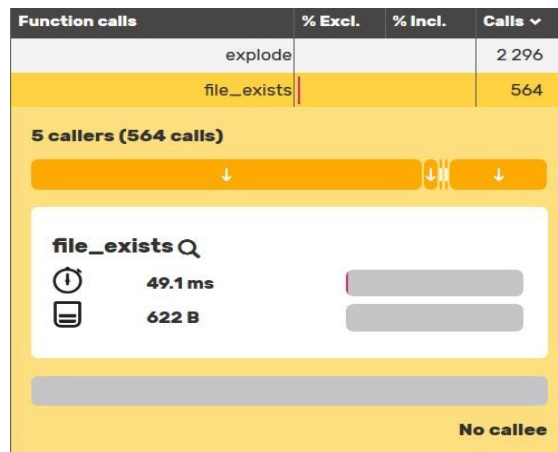 Function calls % Excl. % Incl. Calls
explode 2 296
file_exists 564
5 callers (564 calls)
file_exists
49.1 ms
622 B
No callee